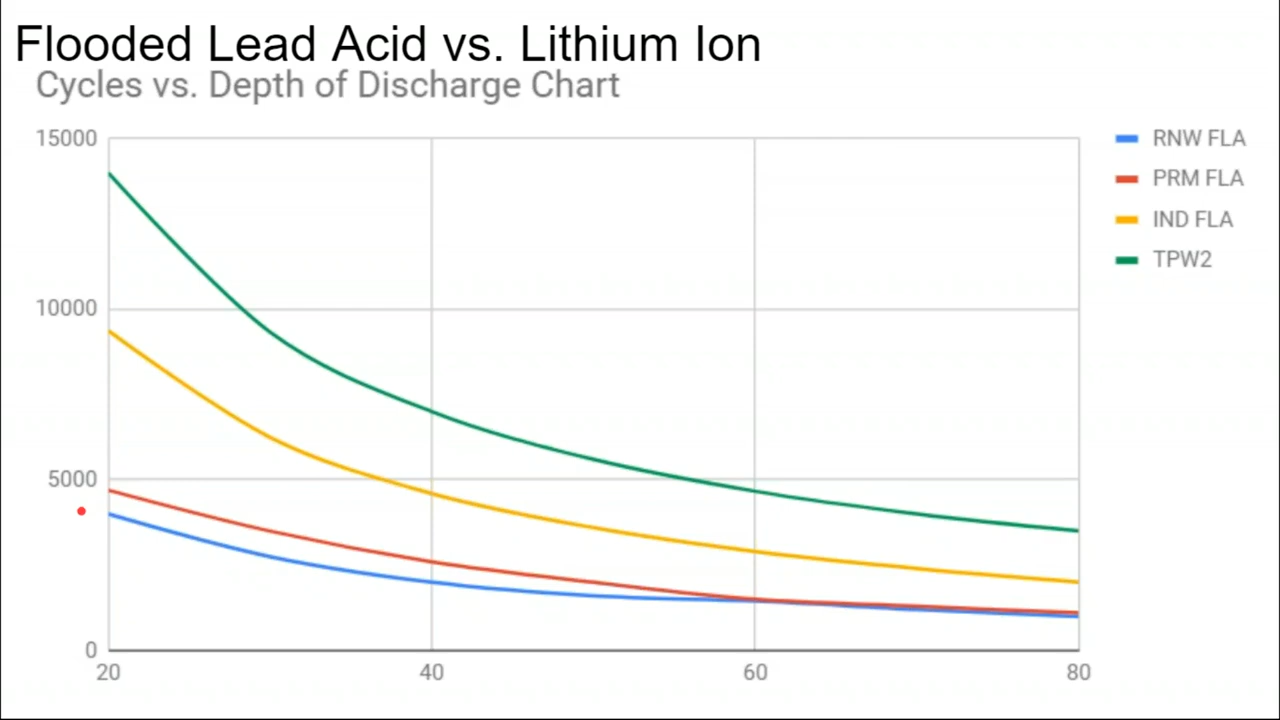 Flooded Lead Acid vs. Lithium Ion
Cycles vs. Depth of Discharge Chart
15000
10000
5000
0
20
40
60
80
RNW FLA
PRM FLA
IND FLA
TPW2